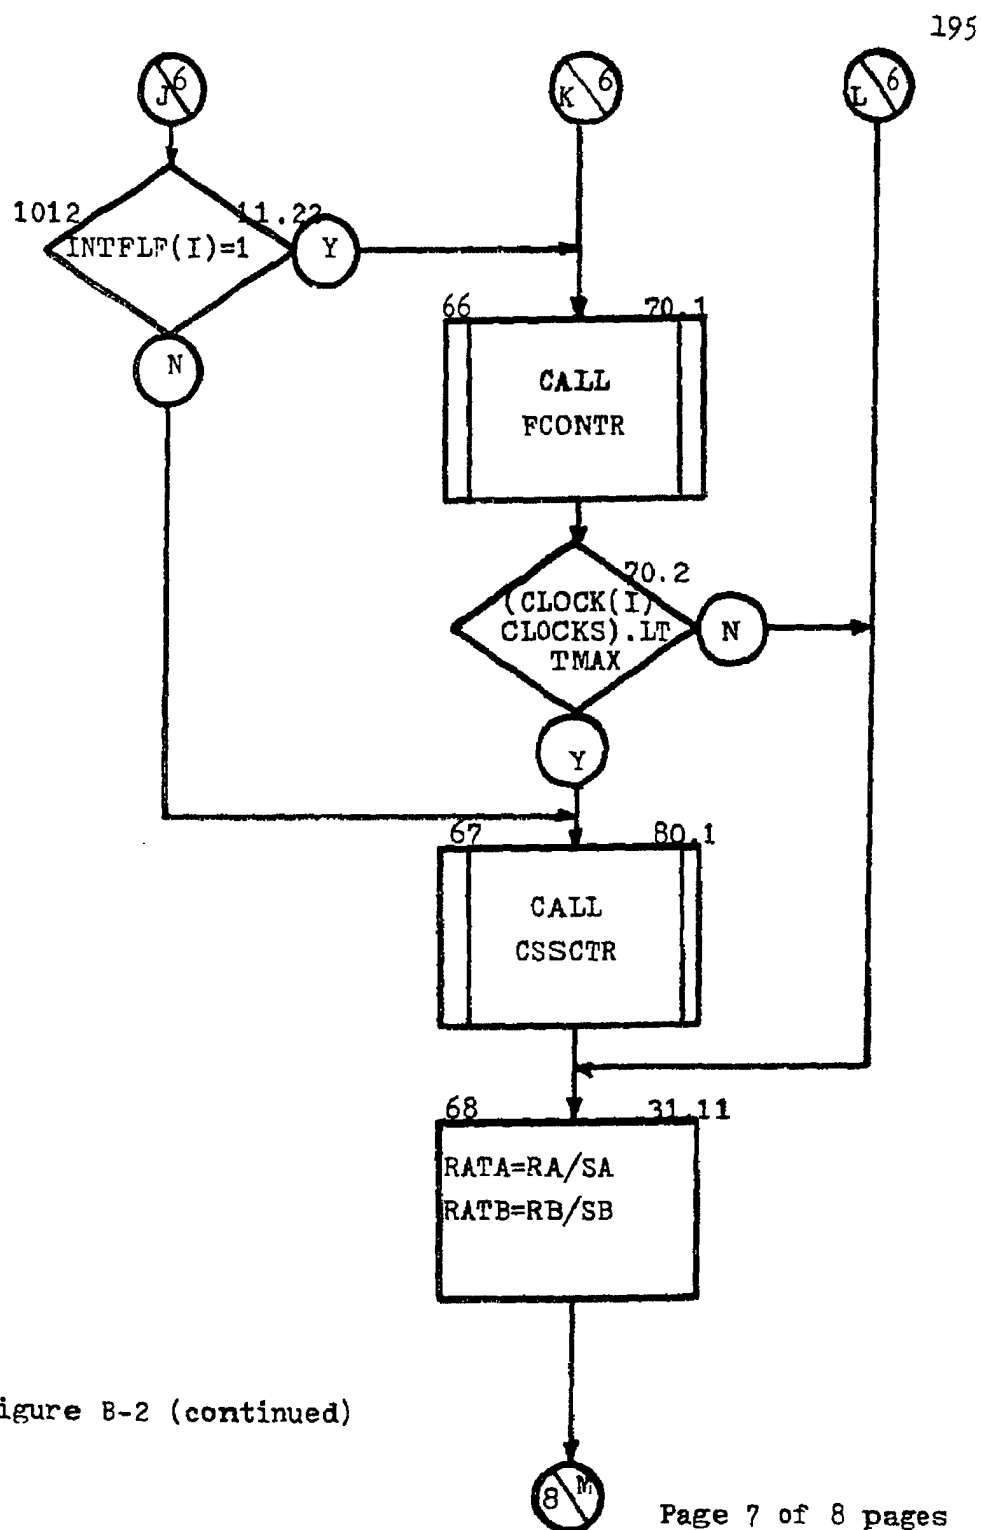 195
J 6
K 6
L 6
1012
11.22
INTFLF(I)=1
Y
N
66
70.1
CALL
FCONTR
70.2
(CLOCK(I)
CLOCKS).LT
TMAX
N
Y
67
80.1
CALL
CSSCTR
68
31.11
RATA=RA/SA
RATB=RB/SB
igure B-2 (continued)
8 M
Page 7 of 8 pages